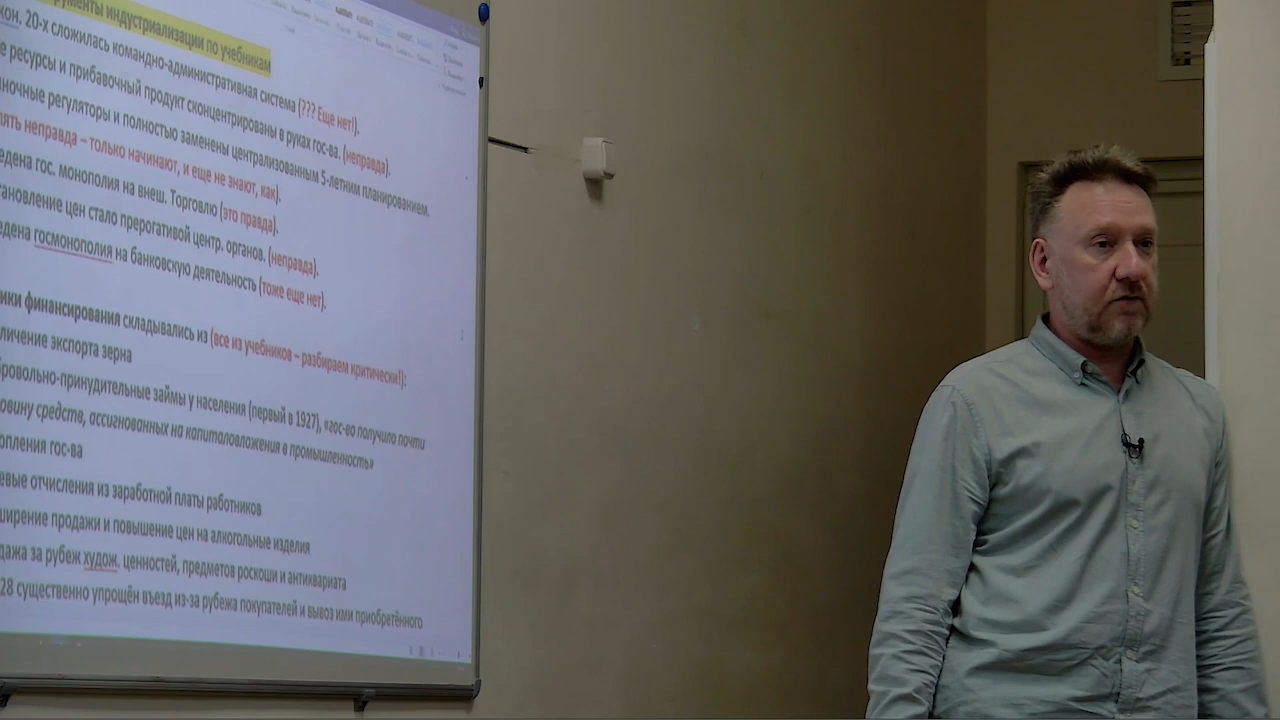 рументы индустриализации по учебникам
кон. 20-х сложилась командно-административная система (??? Еще нет!).
е ресурсы и прибавочный продукт сконцентрированы в руках гос-ва. (неправда).
ночные регуляторы и полностью заменены централизованным 5-летним планированием.
ять неправда – только начинают, и еще не знают, как).
едена гос. монополия на внеш. Торговлю (это правда).
тановление цен стало прерогативой центр. органов. (неправда).
едена госмонополия на банковскую деятельность (тоже еще нет).
ики финансирования складывались из (все из учебников – разбираем критически!):
личение экспорта зерна
бровольно-принудительные займы у населения (первый в 1927), «гос-во получило почти
овину средств, ассигнованных на капиталовложения в промышленность»
опления гос-ва
евые отчисления из заработной платы работников
ширение продажи и повышение цен на алкогольные изделия
дажа за рубеж худож. ценностей, предметов роскоши и антиквариата
28 существенно упрощён въезд из-за рубежа покупателей и вывоз ими приобретённого